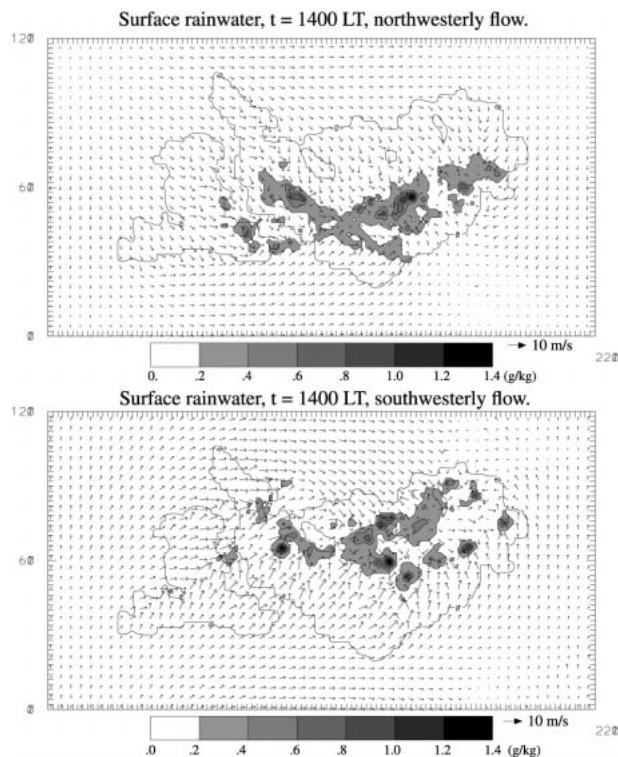 Surface rainwater, t = 1400 LT, northwesterly flow.
120
60
0
220
10 m/s
0. .2 .4 .6 .8 1.0 1.2 1.4 (g/kg)
Surface rainwater, t = 1400 LT, southwesterly flow.
120
60
0
220
10 m/s
.0 .2 .4 .6 .8 1.0 1.2 1.4 (g/kg)